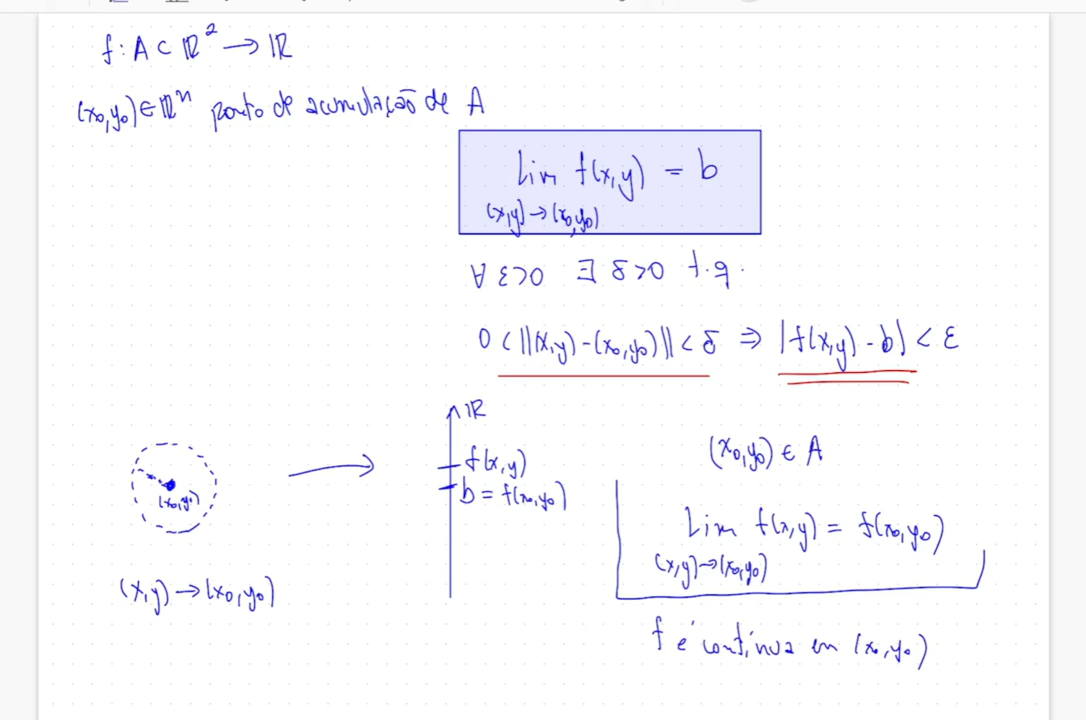 f: A ⊂ ℝ² → ℝ
(x₀,y₀) ∈ ℝⁿ ponto de acumulação de A
Lim f(x,y) = b
(x,y)→(x₀,y₀)
∀ ε>0 ∃ δ>0 t.q.
0 < ||(x,y)-(x₀,y₀)|| < δ ⇒ |f(x,y) - b| < ε
ℝ
f(x,y)
b = f(x₀,y₀)
(x₀,y₀)
(x,y) → (x₀,y₀)
(x₀,y₀) ∈ A
Lim f(x,y) = f(x₀,y₀)
(x,y)→(x₀,y₀)
f é contínua em (x₀,y₀)